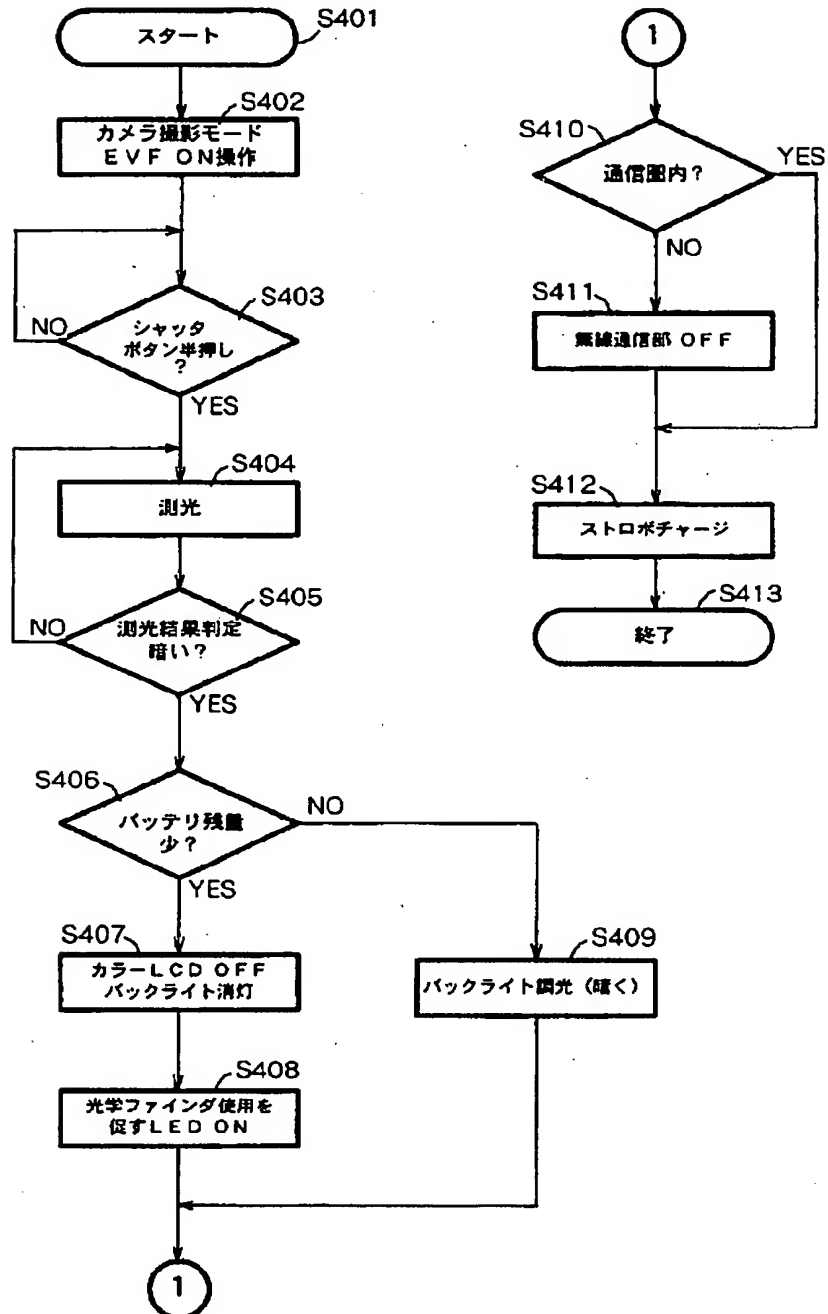 スタート
S401
S402
カメラ撮影モード
EVF ON操作
S403
シャッタ
ボタン半押し
?
NO
YES
S404
測光
S405
測光結果判定
暗い?
NO
YES
S406
バッテリ残量
少?
NO
YES
S407
カラーLCD OFF
バックライト消灯
S409
バックライト調光(暗く)
S408
光学ファインダ使用を
促すLED ON
1
1
S410
通信圏内?
YES
NO
S411
無線通信部 OFF
S412
ストロボチャージ
S413
終了